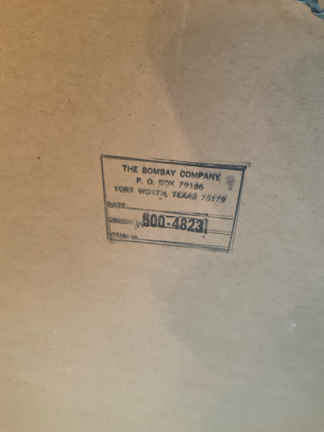 THE BOMBAY COMPANY
P. O. BOX 79186
FORT WORTH, TEXAS 76179
DATE
800-4823